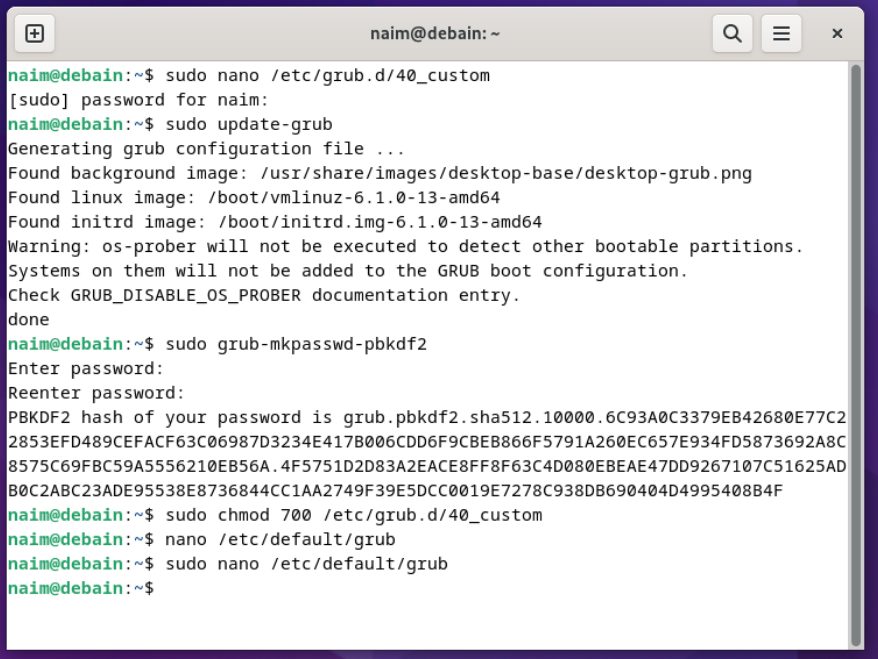 naim@debain: ~
naim@debain:~$ sudo nano /etc/grub.d/40_custom
[sudo] password for naim:
naim@debain:~$ sudo update-grub
Generating grub configuration file ...
Found background image: /usr/share/images/desktop-base/desktop-grub.png
Found linux image: /boot/vmlinuz-6.1.0-13-amd64
Found initrd image: /boot/initrd.img-6.1.0-13-amd64
Warning: os-prober will not be executed to detect other bootable partitions.
Systems on them will not be added to the GRUB boot configuration.
Check GRUB_DISABLE_OS_PROBER documentation entry.
done
naim@debain:~$ sudo grub-mkpasswd-pbkdf2
Enter password:
Reenter password:
PBKDF2 hash of your password is grub.pbkdf2.sha512.10000.6C93A0C3379EB42680E77C2
2853EFD489CEFACF63C06987D3234E417B006CDD6F9CBEB866F5791A260EC657E934FD5873692A8C
8575C69FBC59A5556210EB56A.4F5751D2D83A2EACE8FF8F63C4D080EBEAE47DD9267107C51625AD
B0C2ABC23ADE95538E8736844CC1AA2749F39E5DCC0019E7278C938DB690404D4995408B4F
naim@debain:~$ sudo chmod 700 /etc/grub.d/40_custom
naim@debain:~$ nano /etc/default/grub
naim@debain:~$ sudo nano /etc/default/grub
naim@debain:~$